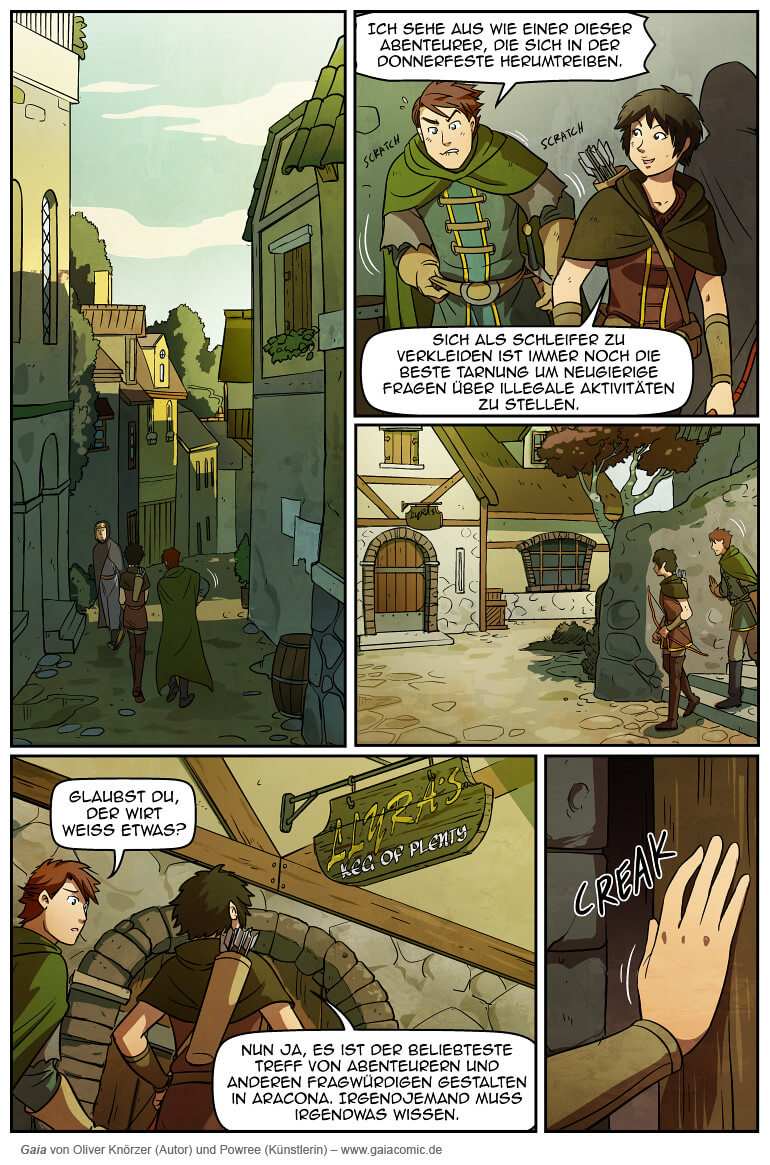 ICH SEHE AUS WIE EINER DIESER
ABENTEURER, DIE SICH IN DER
DONNERFESTE HERUMTREIBEN.
SCRATCH
SCRATCH
SICH ALS SCHLEIFER ZU
VERKLEIDEN IST IMMER NOCH DIE
BESTE TARNUNG UM NEUGIERIGE
FRAGEN ÜBER ILLEGALE AKTIVITÄTEN
ZU STELLEN.
GLAUBST DU,
DER WIRT
WEISS ETWAS?
LLYRA'S
KEG OF PLENTY
NUN JA, ES IST DER BELIEBTESTE
TREFF VON ABENTEURERN UND
ANDEREN FRAGWÜRDIGEN GESTALTEN
IN ARACONA. IRGENDJEMAND MUSS
IRGENDWAS WISSEN.
CREAK
Gaia von Oliver Knörzer (Autor) und Powree (Künstlerin) – www.gaiacomic.de